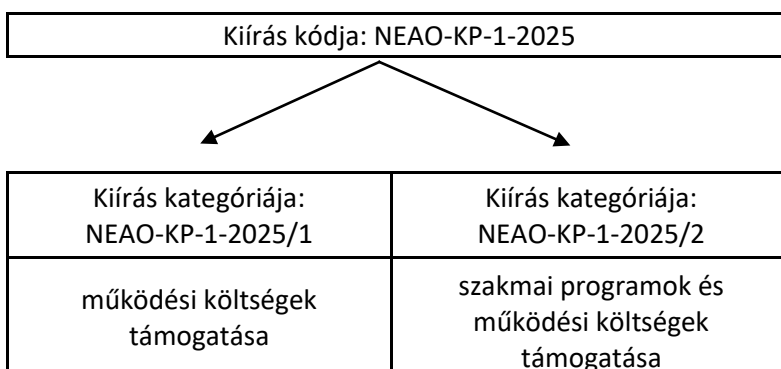 Kiírás kódja: NEAO-KP-1-2025
Kiírás kategóriája:
NEAO-KP-1-2025/1
Kiírás kategóriája:
NEAO-KP-1-2025/2
működési költségek
támogatása
szakmai programok és
működési költségek
támogatása